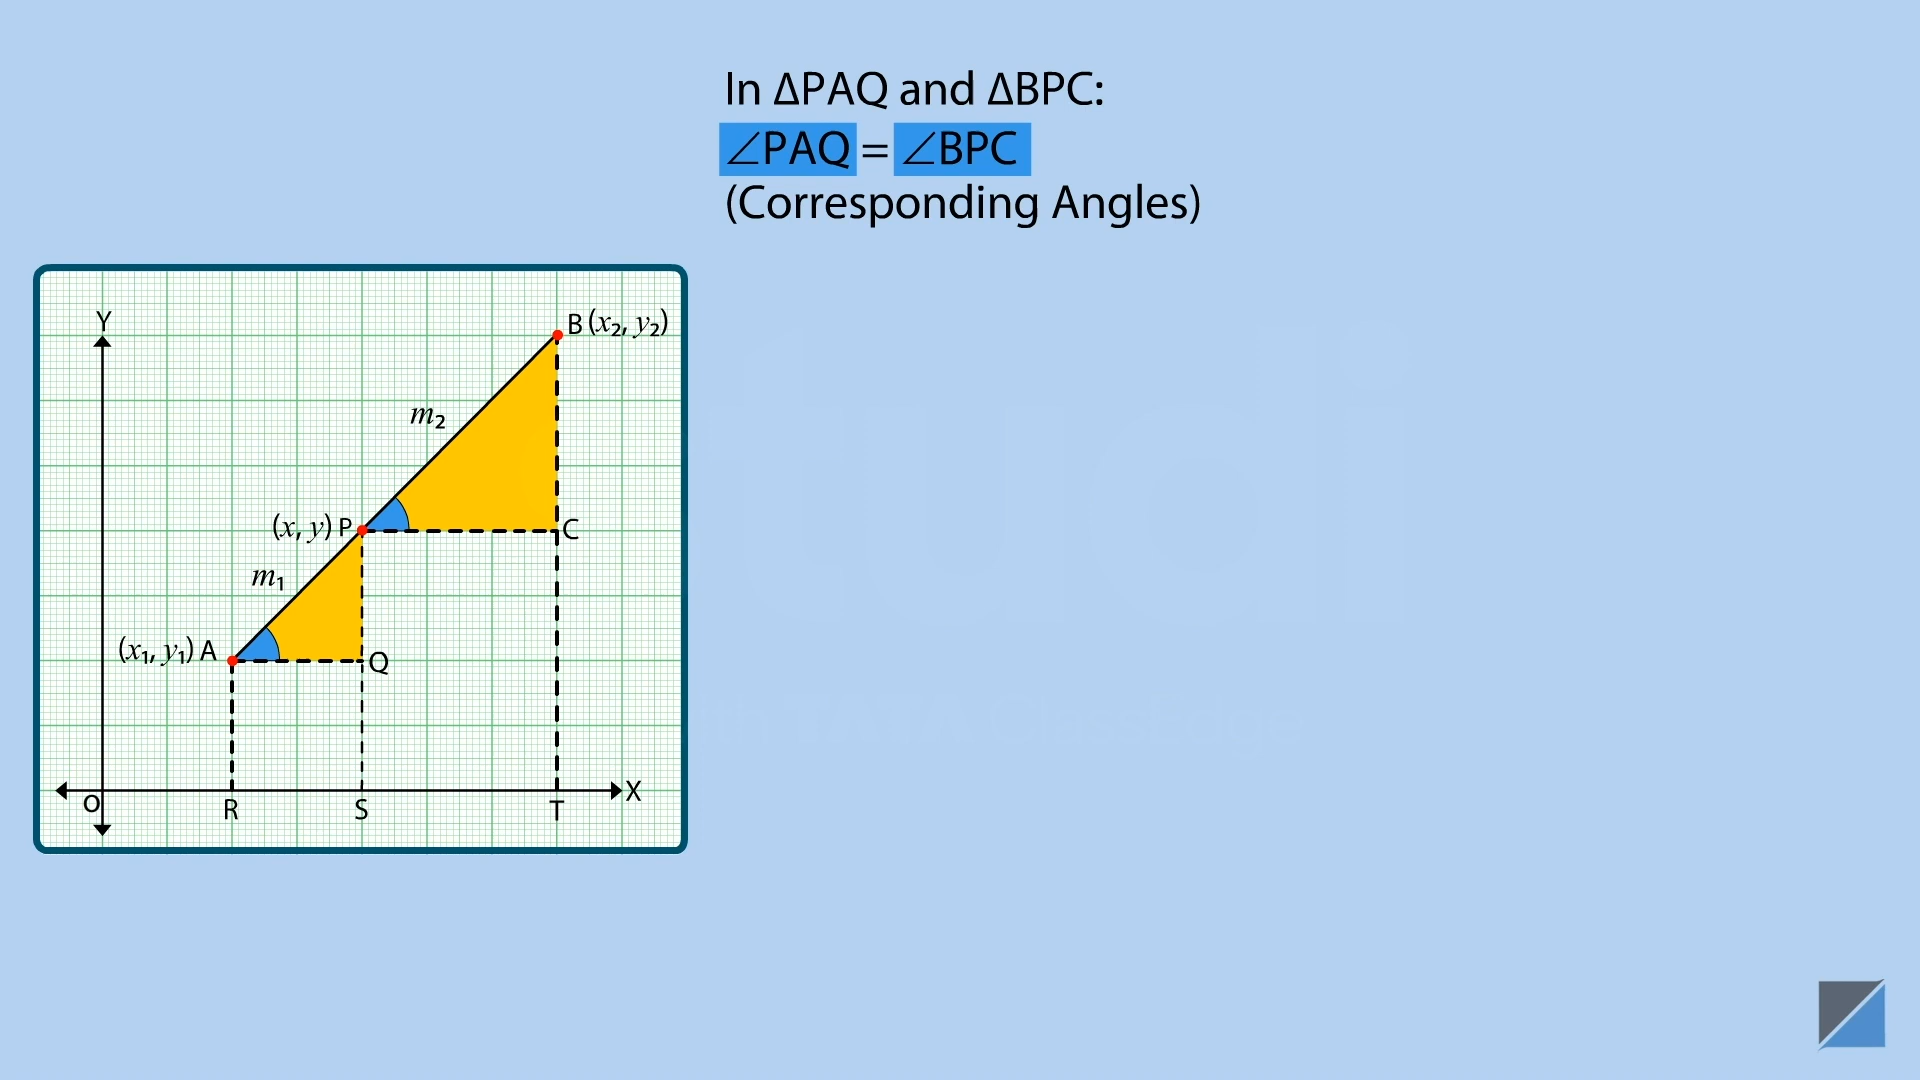 In ΔPAQ and ΔBPC:
∠PAQ = ∠BPC
(Corresponding Angles)
Y
B (x₂, y₂)
m₂
(x, y) P
C
m₁
(x₁, y₁) A
Q
X
O
R S T